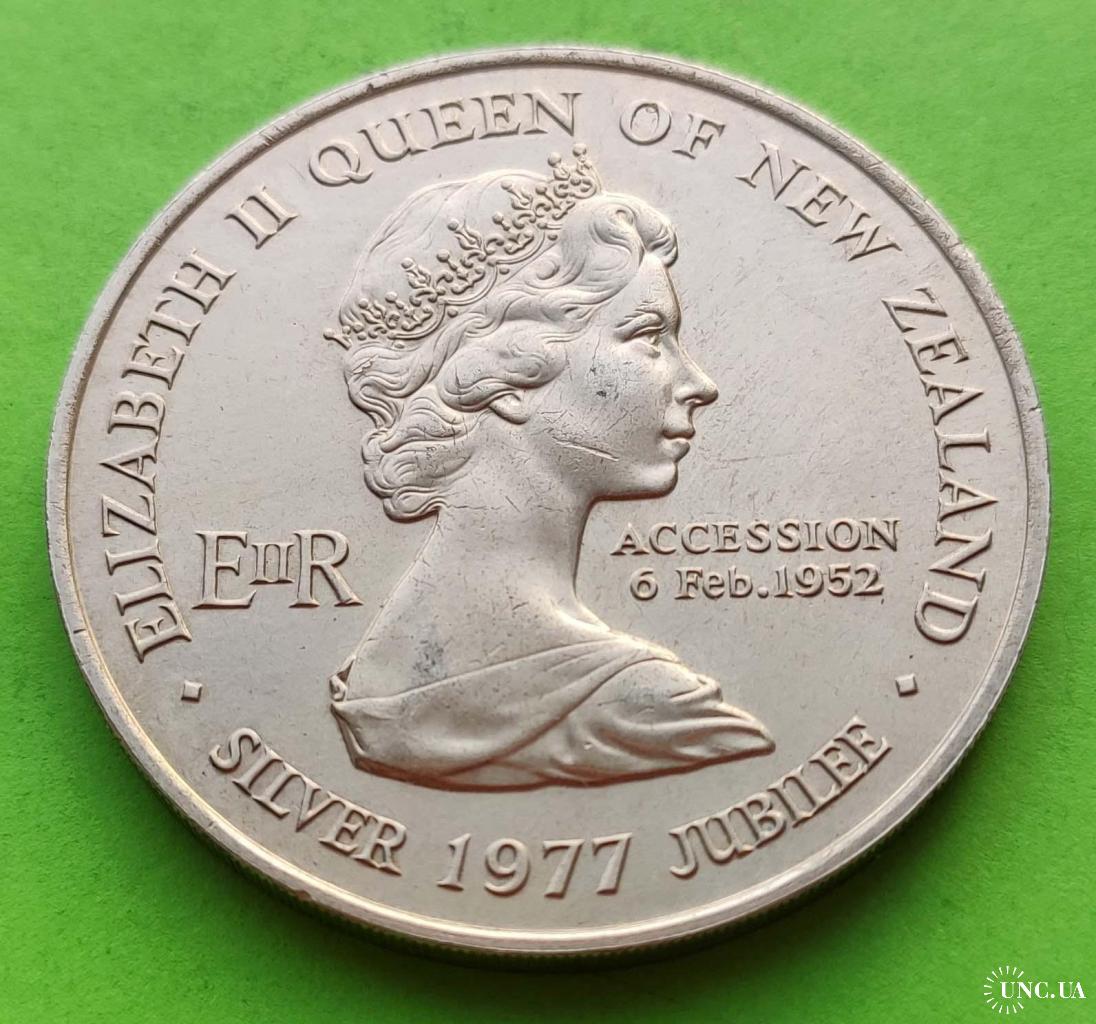 ELIZABETH II QUEEN OF NEW ZEALAND
EIIR
ACCESSION
6 Feb. 1952
· SILVER 1977 JUBILEE ·
UNC.UA